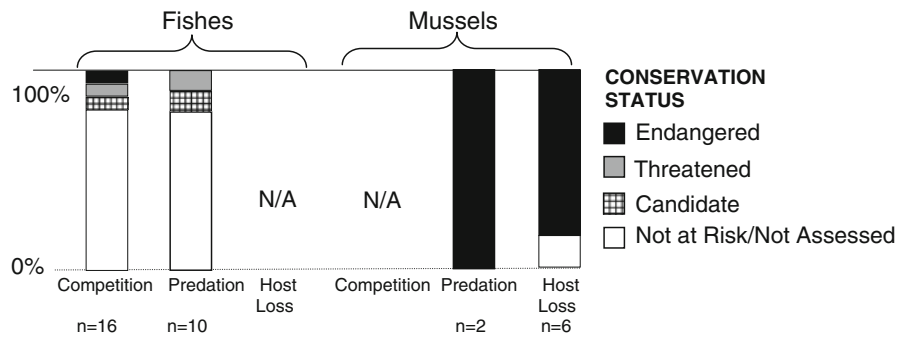 Fishes
Mussels
100%
0%
N/A
N/A
Competition
Predation
Host
Loss
Competition
Predation
Host
Loss
n=16
n=10
n=2
n=6
CONSERVATION
STATUS
Endangered
Threatened
Candidate
Not at Risk/Not Assessed